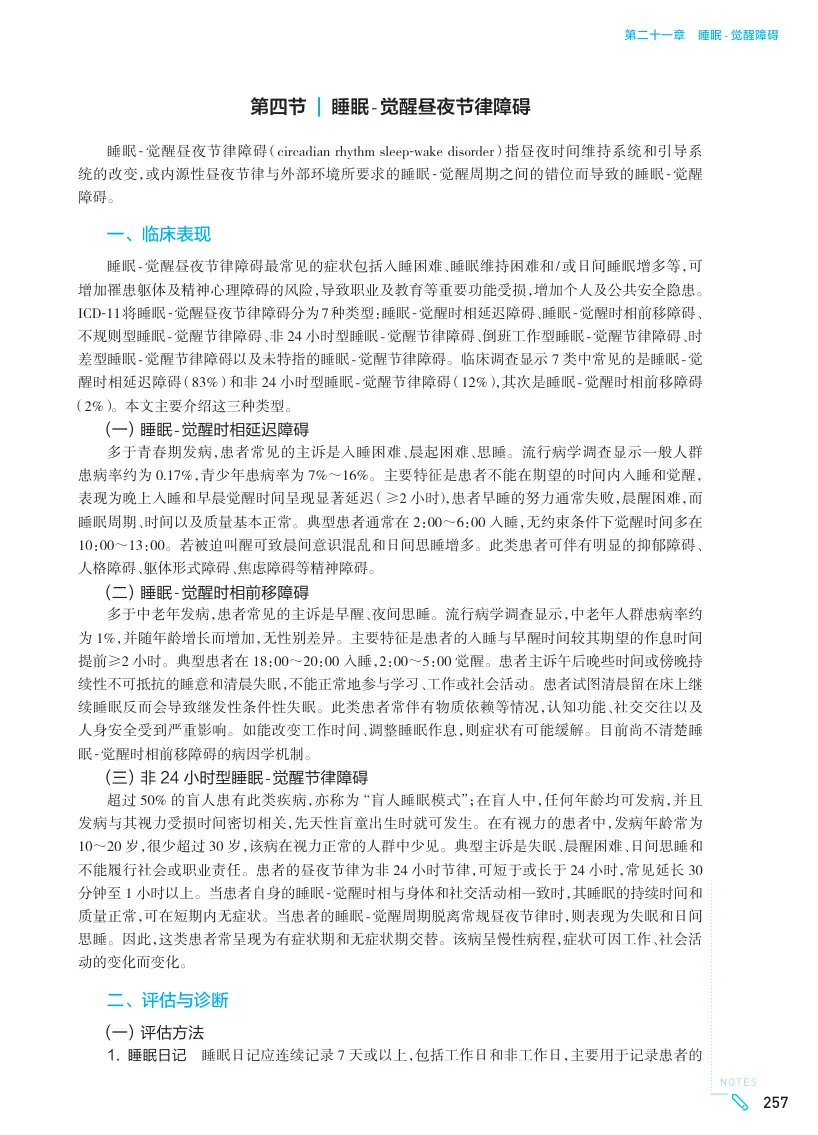 第二十一章 睡眠-觉醒障碍
第四节 | 睡眠-觉醒昼夜节律障碍
睡眠-觉醒昼夜节律障碍（circadian rhythm sleep-wake disorder）指昼夜时间维持系统和引导系
统的改变，或内源性昼夜节律与外部环境所要求的睡眠-觉醒周期之间的错位而导致的睡眠-觉醒
障碍。
一、临床表现
睡眠-觉醒昼夜节律障碍最常见的症状包括入睡困难、睡眠维持困难和/或日间睡眠增多等，可
增加罹患躯体及精神心理障碍的风险，导致职业及教育等重要功能受损，增加个人及公共安全隐患。
ICD-11将睡眠-觉醒昼夜节律障碍分为7种类型：睡眠-觉醒时相延迟障碍、睡眠-觉醒时相前移障碍、
不规则型睡眠-觉醒节律障碍、非 24 小时型睡眠-觉醒节律障碍、倒班工作型睡眠-觉醒节律障碍、时
差型睡眠-觉醒节律障碍以及未特指的睡眠-觉醒节律障碍。临床调查显示 7 类中常见的是睡眠-觉
醒时相延迟障碍（83%）和非 24 小时型睡眠-觉醒节律障碍（12%），其次是睡眠-觉醒时相前移障碍
（2%）。本文主要介绍这三种类型。
（一）睡眠-觉醒时相延迟障碍
多于青春期发病，患者常见的主诉是入睡困难、晨起困难、思睡。流行病学调查显示一般人群
患病率约为 0.17%，青少年患病率为 7%～16%。主要特征是患者不能在期望的时间内入睡和觉醒，
表现为晚上入睡和早晨觉醒时间呈现显著延迟（≥2 小时），患者早睡的努力通常失败，晨醒困难，而
睡眠周期、时间以及质量基本正常。典型患者通常在 2:00～6:00 入睡，无约束条件下觉醒时间多在
10:00～13:00。若被迫叫醒可致晨间意识混乱和日间思睡增多。此类患者可伴有明显的抑郁障碍、
人格障碍、躯体形式障碍、焦虑障碍等精神障碍。
（二）睡眠-觉醒时相前移障碍
多于中老年发病，患者常见的主诉是早醒、夜间思睡。流行病学调查显示，中老年人群患病率约
为 1%，并随年龄增长而增加，无性别差异。主要特征是患者的入睡与早醒时间较其期望的作息时间
提前≥2 小时。典型患者在 18:00～20:00 入睡，2:00～5:00 觉醒。患者主诉午后晚些时间或傍晚持
续性不可抵抗的睡意和清晨失眠，不能正常地参与学习、工作或社会活动。患者试图清晨留在床上继
续睡眠反而会导致继发性条件性失眠。此类患者常伴有物质依赖等情况，认知功能、社交交往以及
人身安全受到严重影响。如能改变工作时间、调整睡眠作息，则症状有可能缓解。目前尚不清楚睡
眠-觉醒时相前移障碍的病因学机制。
（三）非 24 小时型睡眠-觉醒节律障碍
超过 50% 的盲人患有此类疾病，亦称为“盲人睡眠模式”；在盲人中，任何年龄均可发病，并且
发病与其视力受损时间密切相关，先天性盲童出生时就可发生。在有视力的患者中，发病年龄常为
10～20 岁，很少超过 30 岁，该病在视力正常的人群中少见。典型主诉是失眠、晨醒困难、日间思睡和
不能履行社会或职业责任。患者的昼夜节律为非 24 小时节律，可短于或长于 24 小时，常见延长 30
分钟至 1 小时以上。当患者自身的睡眠-觉醒时相与身体和社交活动相一致时，其睡眠的持续时间和
质量正常，可在短期内无症状。当患者的睡眠-觉醒周期脱离常规昼夜节律时，则表现为失眠和日间
思睡。因此，这类患者常呈现为有症状期和无症状期交替。该病呈慢性病程，症状可因工作、社会活
动的变化而变化。
二、评估与诊断
（一）评估方法
1. 睡眠日记 睡眠日记应连续记录 7 天或以上，包括工作日和非工作日，主要用于记录患者的
NOTES
257